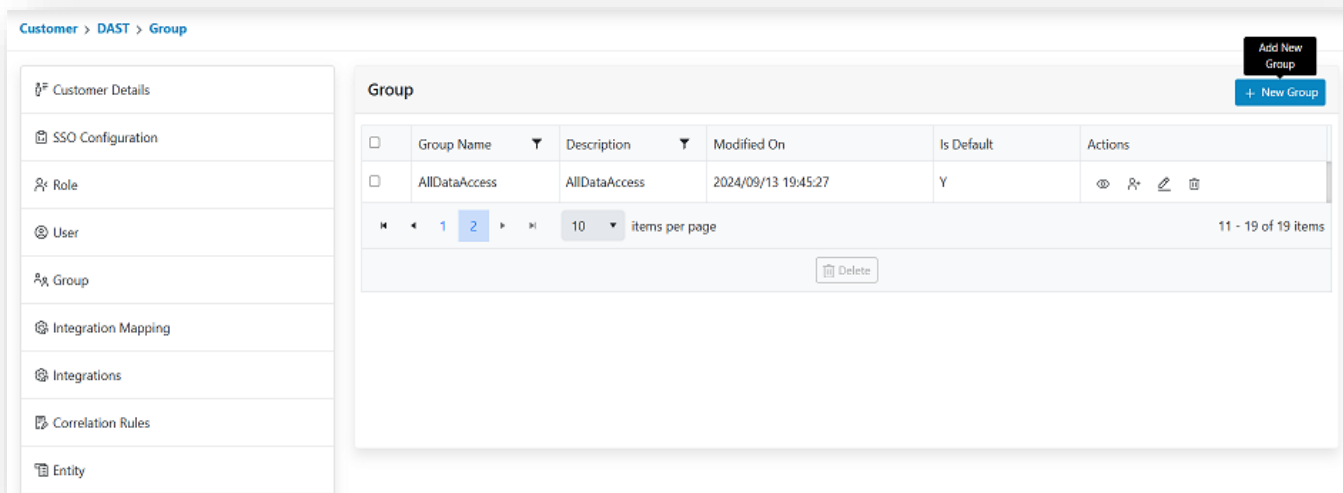 Customer > DAST > Group
Add New
Group
Customer Details
SSO Configuration
Role
User
Group
Integration Mapping
Integrations
Correlation Rules
Entity
Group
+ New Group
Group Name Description Modified On Is Default Actions
AllDataAccess AllDataAccess 2024/09/13 19:45:27 Y
1 2 10 items per page 11 - 19 of 19 items
Delete